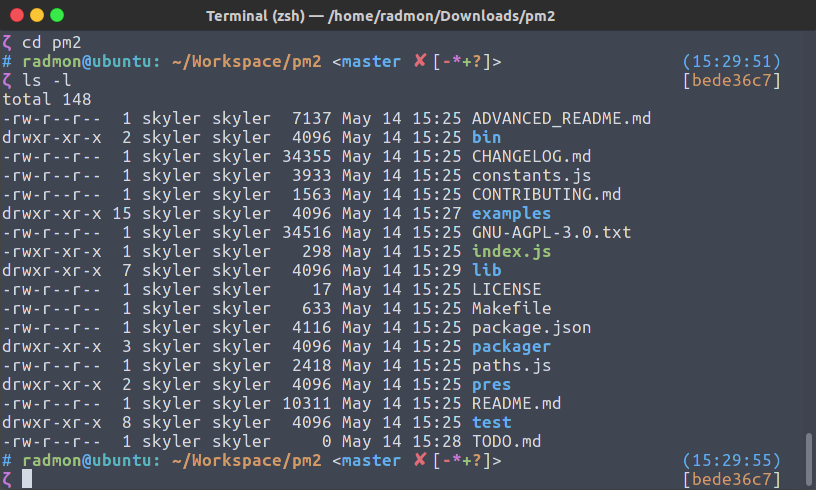 Terminal (zsh) — /home/radmon/Downloads/pm2
ζ cd pm2
# radmon@ubuntu: ~/Workspace/pm2 <master ✘[-*+?]> (15:29:51)
ζ ls -l [bede36c7]
total 148
-rw-r--r-- 1 skyler skyler 7137 May 14 15:25 ADVANCED_README.md
drwxr-xr-x 2 skyler skyler 4096 May 14 15:25 bin
-rw-r--r-- 1 skyler skyler 34355 May 14 15:25 CHANGELOG.md
-rw-r--r-- 1 skyler skyler 3933 May 14 15:25 constants.js
-rw-r--r-- 1 skyler skyler 1563 May 14 15:25 CONTRIBUTING.md
drwxr-xr-x 15 skyler skyler 4096 May 14 15:27 examples
-rw-r--r-- 1 skyler skyler 34516 May 14 15:25 GNU-AGPL-3.0.txt
-rwxr-xr-x 1 skyler skyler 298 May 14 15:25 index.js
drwxr-xr-x 7 skyler skyler 4096 May 14 15:29 lib
-rw-r--r-- 1 skyler skyler 17 May 14 15:25 LICENSE
-rw-r--r-- 1 skyler skyler 633 May 14 15:25 Makefile
-rw-r--r-- 1 skyler skyler 4116 May 14 15:25 package.json
drwxr-xr-x 3 skyler skyler 4096 May 14 15:25 packager
-rw-r--r-- 1 skyler skyler 2418 May 14 15:25 paths.js
drwxr-xr-x 2 skyler skyler 4096 May 14 15:25 pres
-rw-r--r-- 1 skyler skyler 10311 May 14 15:25 README.md
drwxr-xr-x 8 skyler skyler 4096 May 14 15:25 test
-rw-r--r-- 1 skyler skyler 0 May 14 15:28 TODO.md
# radmon@ubuntu: ~/Workspace/pm2 <master ✘[-*+?]> (15:29:55)
ζ [bede36c7]